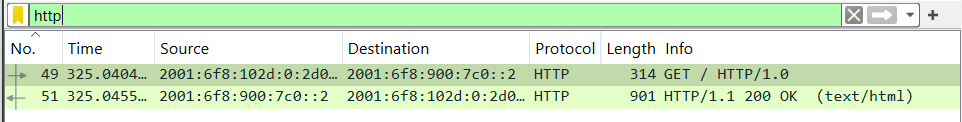 http
No. Time Source Destination Protocol Length Info
49 325.0404… 2001:6f8:102d:0:2d0… 2001:6f8:900:7c0::2 HTTP 314 GET / HTTP/1.0
51 325.0455… 2001:6f8:900:7c0::2 2001:6f8:102d:0:2d0… HTTP 901 HTTP/1.1 200 OK (text/html)